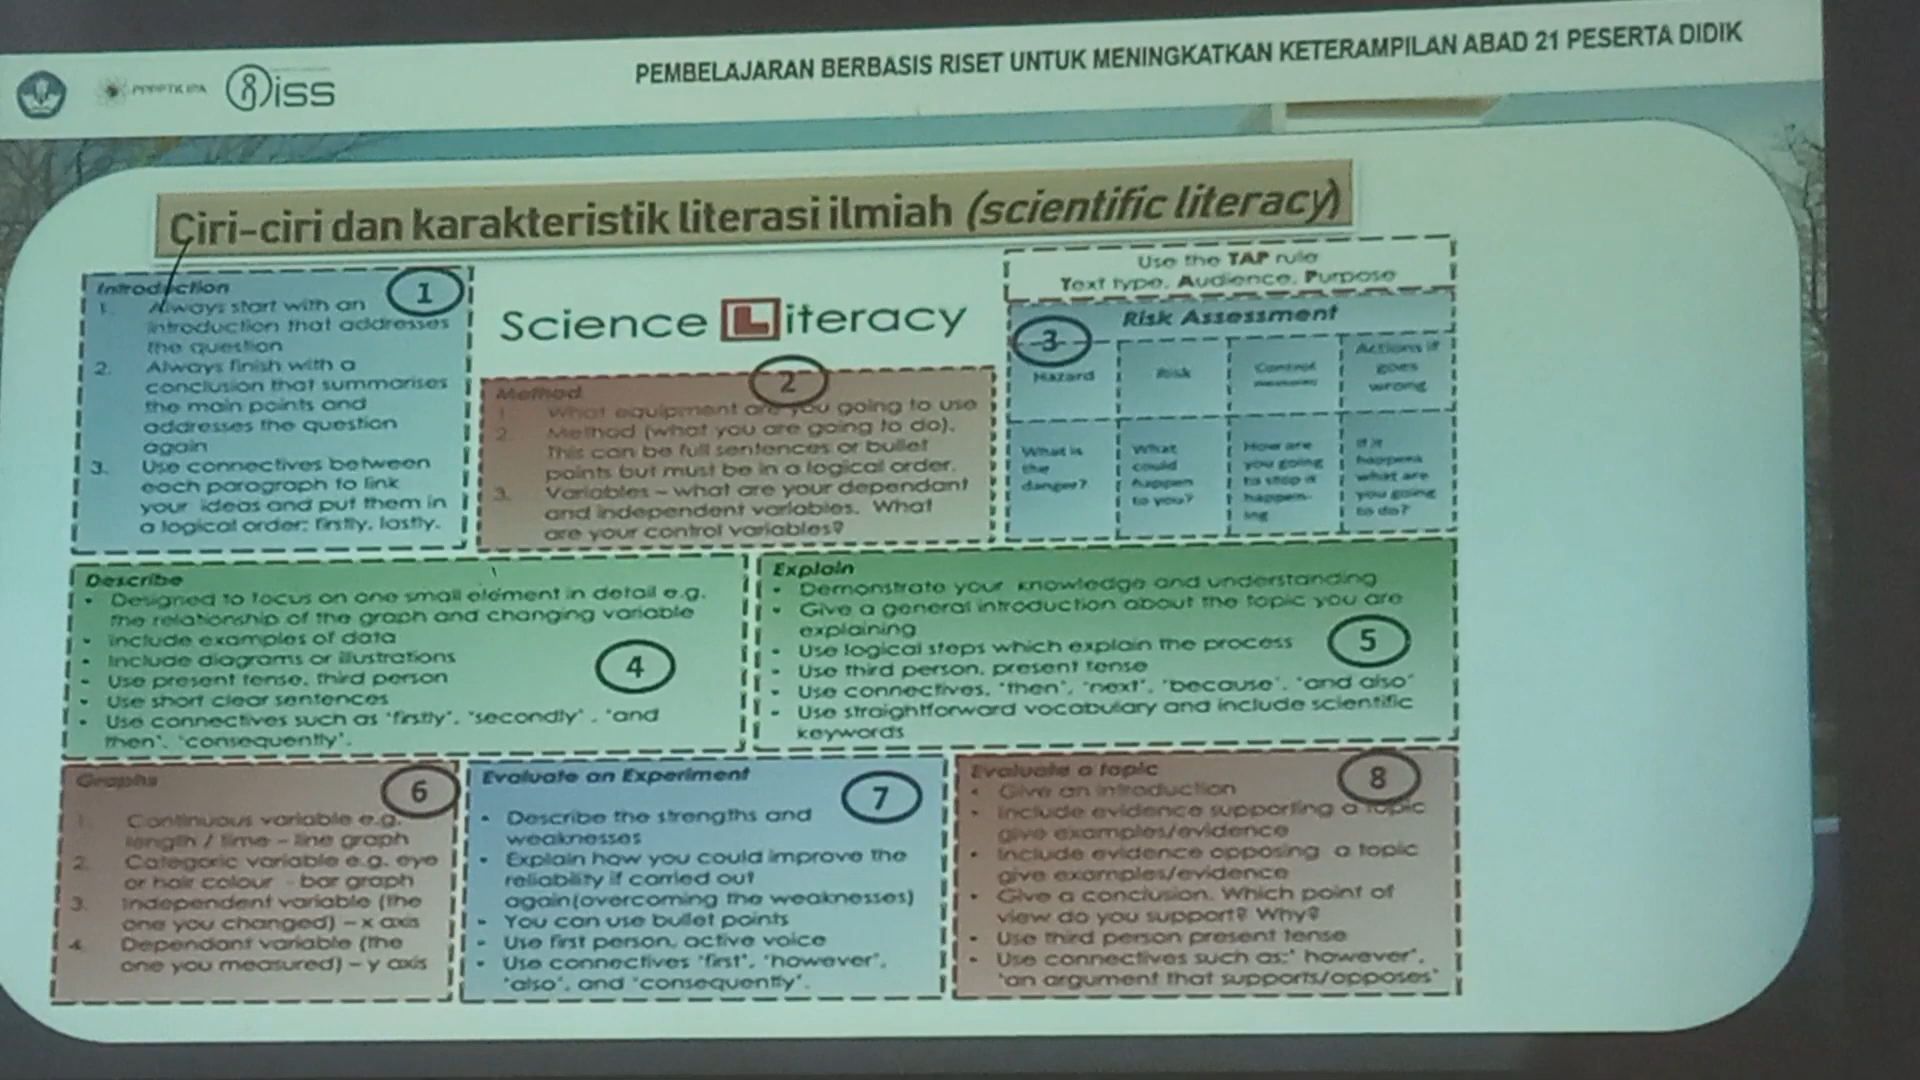 PEMBELAJARAN BERBASIS RISET UNTUK MENINGKATKAN KETERAMPILAN ABAD 21 PESERTA DIDIK
PPPPTK IPA
iss
Ciri-ciri dan karakteristik literasi ilmiah (scientific literacy)
Introduction
1
1. Always start with an
introduction that addresses
the question
2. Always finish with a
conclusion that summarises
the main points and
addresses the question
again
3. Use connectives between
each paragraph to link
your ideas and put them in
a logical order: firstly, lastly.
Science Literacy
2
Method
1. What equipment are you going to use
2. Method (what you are going to do).
This can be full sentences or bullet
points but must be in a logical order.
3. Variables – what are your dependant
and independent variables. What
are your control variables?
Use the TAP rule
Text type, Audience, Purpose
3
Risk Assessment
Hazard
Risk
Control
measures
Actions if
goes
wrong
What is
the
danger?
What
could
happen
to you?
How are
you going
to stop it
happen-
ing
If it
happens
what are
you going
to do?
Describe
• Designed to focus on one small element in detail e.g.
the relationship of the graph and changing variable
• Include examples of data
• Include diagrams or illustrations
• Use present tense, third person
• Use short clear sentences
• Use connectives such as "firstly", "secondly" , "and
then", "consequently".
4
Explain
• Demonstrate your knowledge and understanding
• Give a general introduction about the topic you are
explaining
• Use logical steps which explain the process
• Use third person, present tense
• Use connectives, "then", "next", "because", "and also"
• Use straightforward vocabulary and include scientific
keywords
5
Graphs
6
1. Continuous variable e.g.
length / time – line graph
2. Categoric variable e.g. eye
or hair colour - bar graph
3. Independent variable (the
one you changed) – x axis
4. Dependant variable (the
one you measured) – y axis
Evaluate an Experiment
7
• Describe the strengths and
weaknesses
• Explain how you could improve the
reliability if carried out
again(overcoming the weaknesses)
• You can use bullet points
• Use first person, active voice
• Use connectives "first", "however",
"also", and "consequently".
Evaluate a topic
8
• Give an introduction
• Include evidence supporting a topic
give examples/evidence
• Include evidence opposing a topic
give examples/evidence
• Give a conclusion. Which point of
view do you support? Why?
• Use third person present tense
• Use connectives such as:" however",
"an argument that supports/opposes"